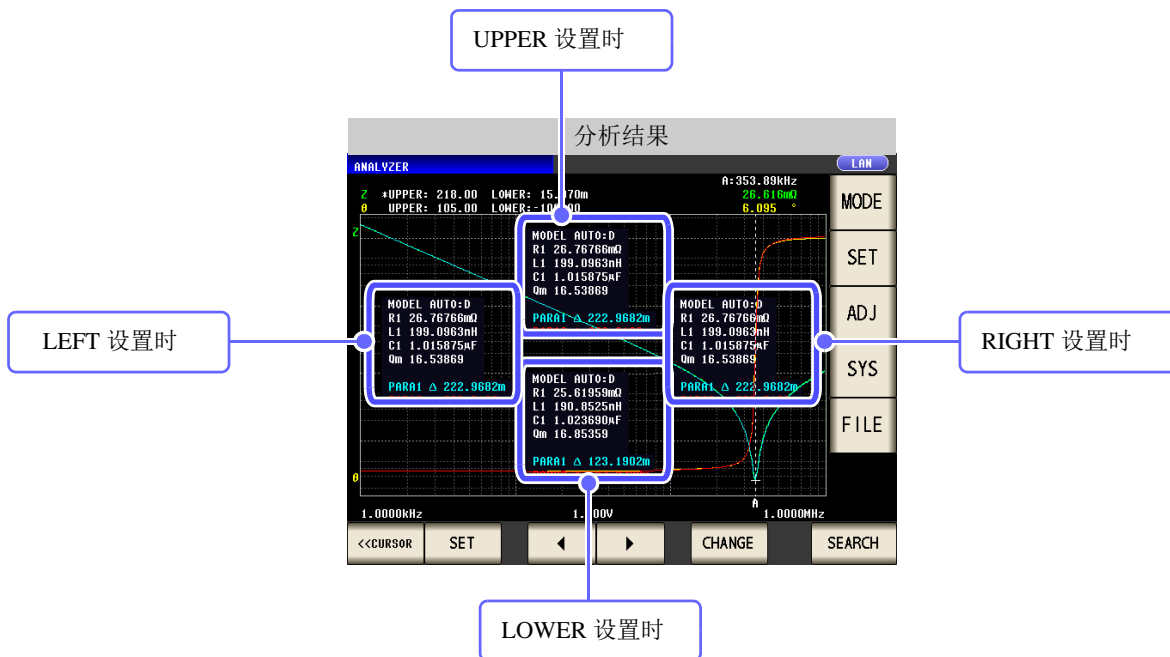 UPPER 设置时
分析结果
ANALYZER
LAN
A:353.89kHz
Z *UPPER: 218.00 LOWER: 15.070m 26.616mΩ
θ UPPER: 105.00 LOWER:-100.00 6.095 °
MODE
SET
ADJ
SYS
FILE
Z
MODEL AUTO:D
R1 26.76766mΩ
L1 199.0963nH
C1 1.015875μF
Qm 16.53869
PARA1 Δ 222.9682m
LEFT 设置时
MODEL AUTO:D
R1 26.76766mΩ
L1 199.0963nH
C1 1.015875μF
Qm 16.53869
PARA1 Δ 222.9682m
MODEL AUTO:D
R1 26.76766mΩ
L1 199.0963nH
C1 1.015875μF
Qm 16.53869
PARA1 Δ 222.9682m
RIGHT 设置时
MODEL AUTO:D
R1 25.61959mΩ
L1 190.8525nH
C1 1.023690μF
Qm 16.85359
PARA1 Δ 123.1902m
θ
A
1.0000kHz 1.000V 1.0000MHz
<<CURSOR SET ◀ ▶ CHANGE SEARCH
LOWER 设置时